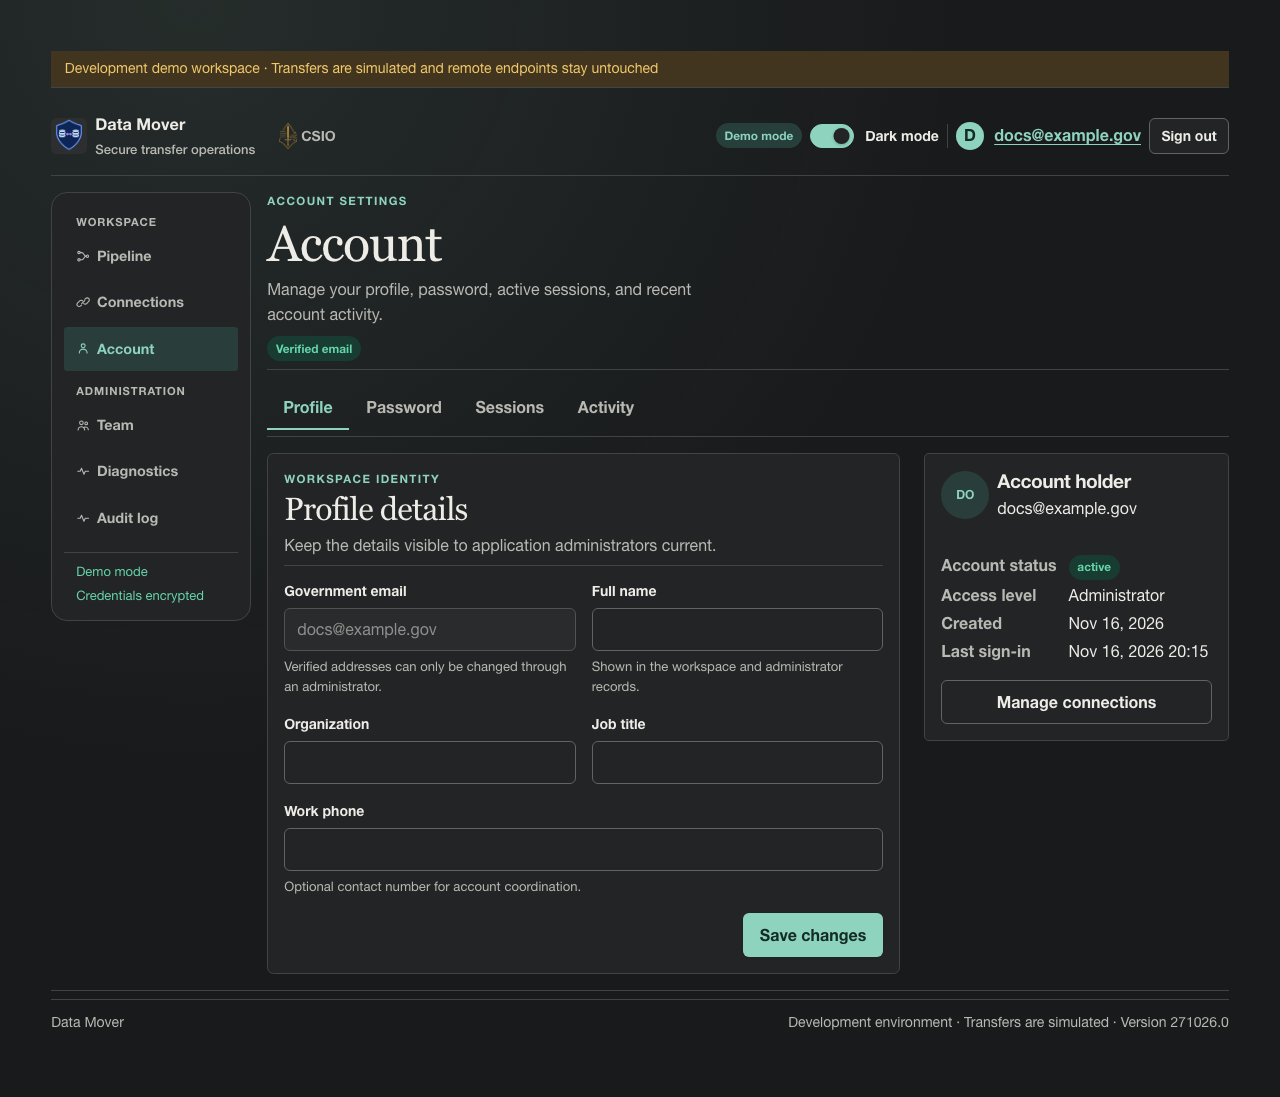 Development demo workspace · Transfers are simulated and remote endpoints stay untouched
Data Mover
Secure transfer operations
CSIO
Demo mode
Dark mode
D
docs@example.gov
Sign out
WORKSPACE
Pipeline
Connections
Account
ADMINISTRATION
Team
Diagnostics
Audit log
Demo mode
Credentials encrypted
ACCOUNT SETTINGS
Account
Manage your profile, password, active sessions, and recent
account activity.
Verified email
Profile
Password
Sessions
Activity
WORKSPACE IDENTITY
Profile details
Keep the details visible to application administrators current.
Government email
docs@example.gov
Verified addresses can only be changed through
an administrator.
Full name
Shown in the workspace and administrator
records.
Organization
Job title
Work phone
Optional contact number for account coordination.
Save changes
DO
Account holder
docs@example.gov
Account status active
Access level Administrator
Created Nov 16, 2026
Last sign-in Nov 16, 2026 20:15
Manage connections
Data Mover
Development environment · Transfers are simulated · Version 271026.0